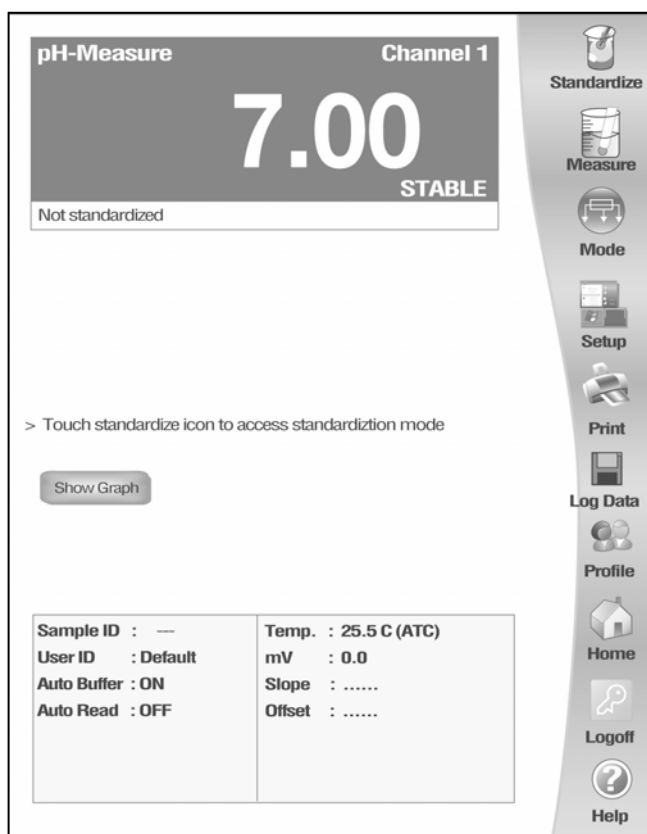 pH-Measure Channel 1
7.00
STABLE
Not standardized
> Touch standardize icon to access standardiztion mode
Show Graph
Sample ID : ---
User ID : Default
Auto Buffer : ON
Auto Read : OFF
Temp. : 25.5 C (ATC)
mV : 0.0
Slope : ......
Offset : ......
Standardize
Measure
Mode
Setup
Print
Log Data
Profile
Home
Logoff
Help